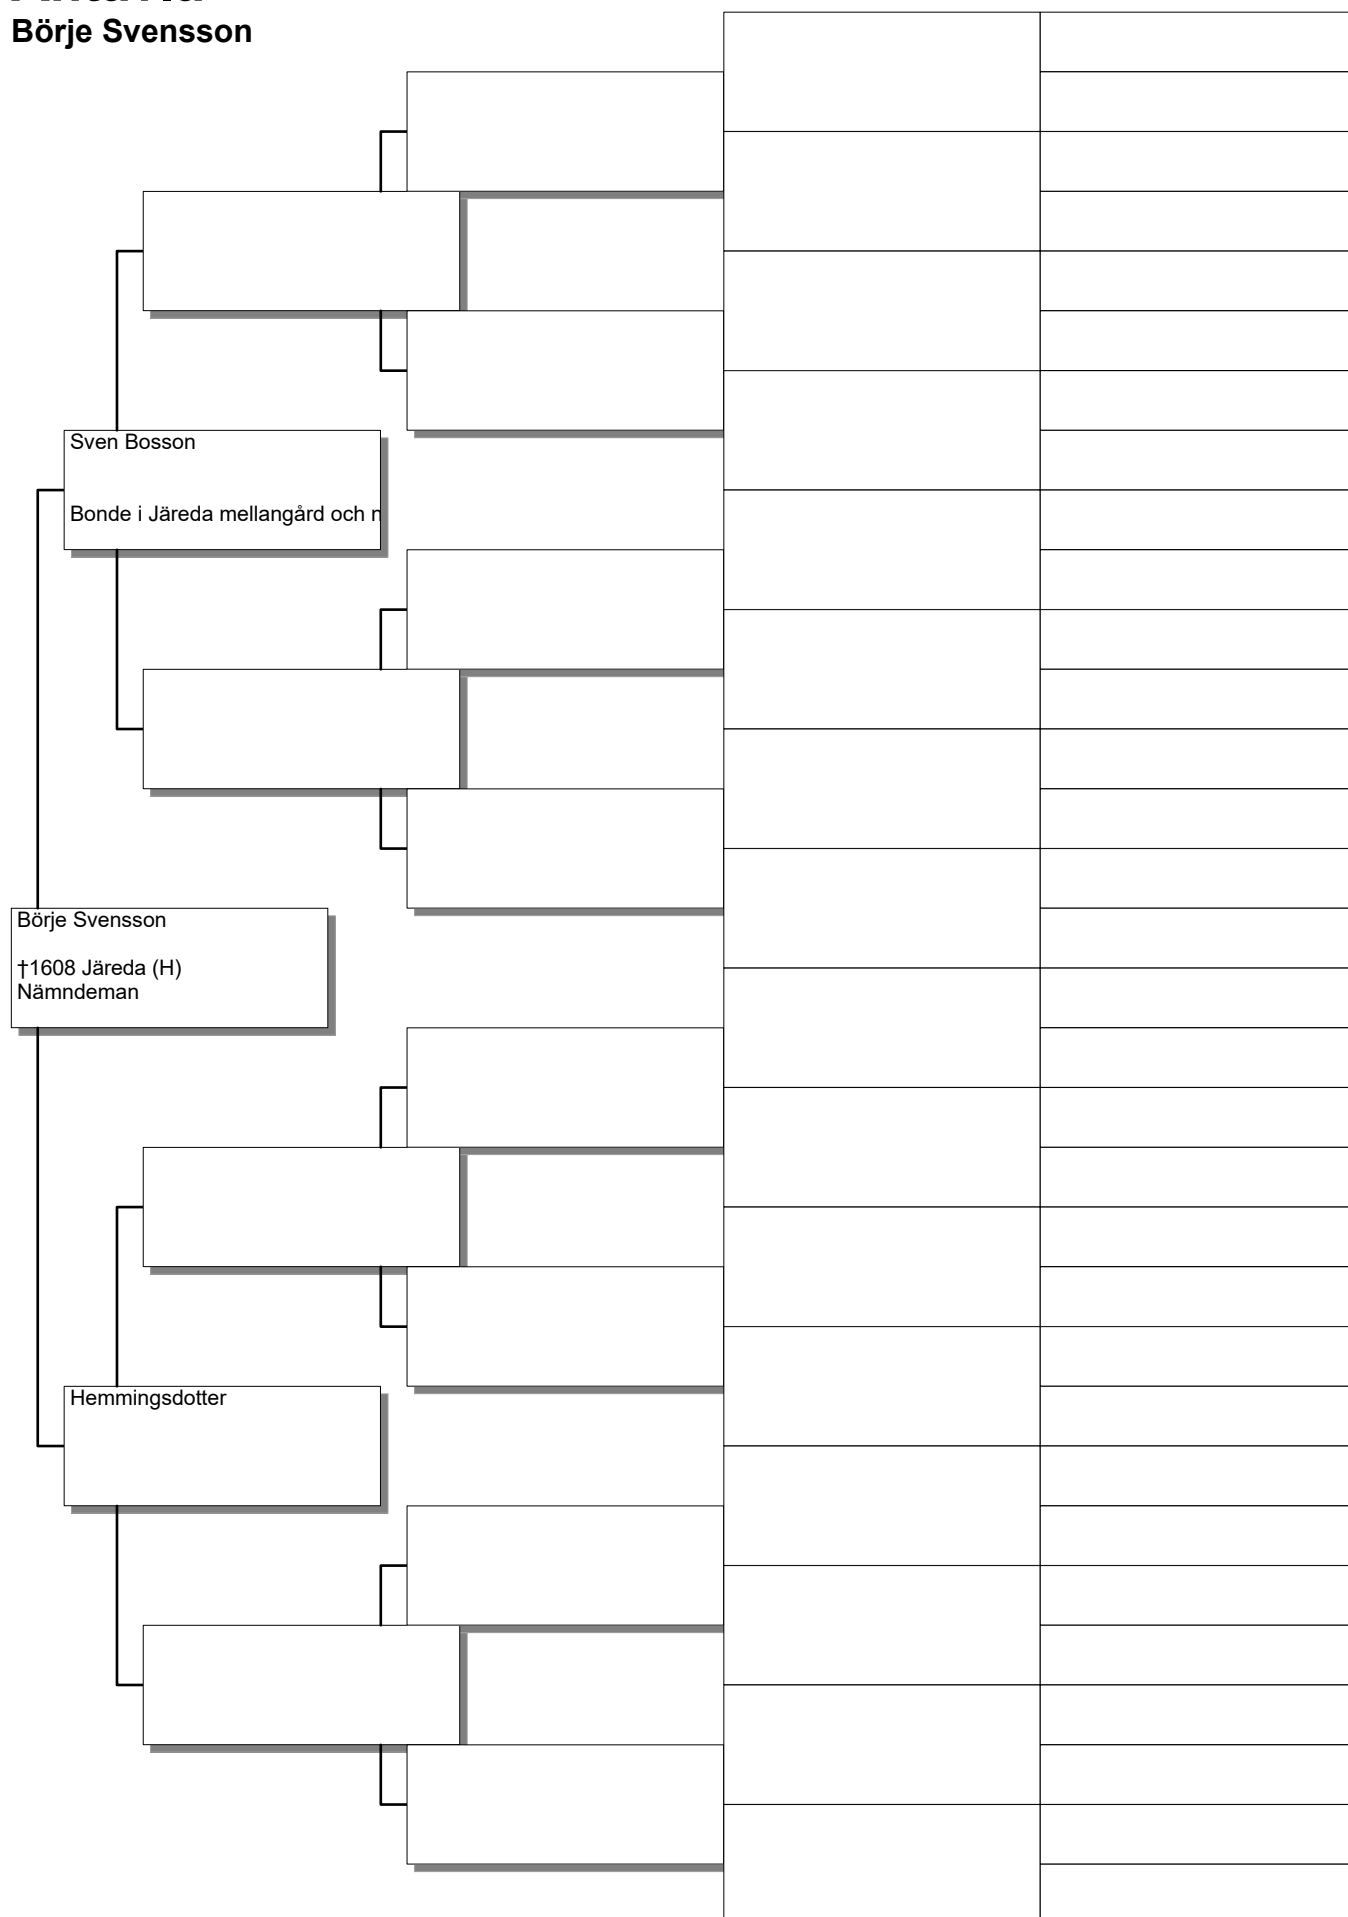 Börje Svensson
Sven Bosson
Bonde i Järeda mellangård och n
Börje Svensson
†1608 Järeda (H)
Nämndeman
Hemmingsdotter